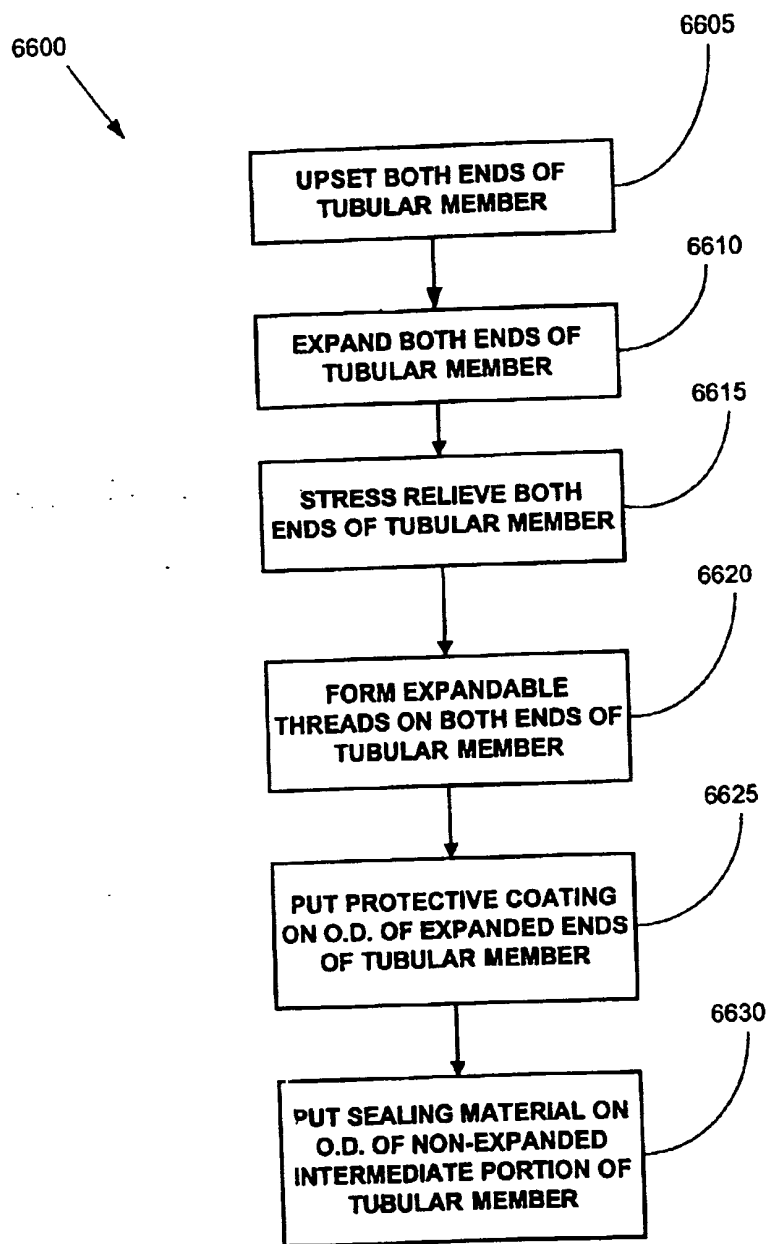 6600
6605
UPSET BOTH ENDS OF
TUBULAR MEMBER
6610
EXPAND BOTH ENDS OF
TUBULAR MEMBER
6615
STRESS RELIEVE BOTH
ENDS OF TUBULAR MEMBER
6620
FORM EXPANDABLE
THREADS ON BOTH ENDS OF
TUBULAR MEMBER
6625
PUT PROTECTIVE COATING
ON O.D. OF EXPANDED ENDS
OF TUBULAR MEMBER
6630
PUT SEALING MATERIAL ON
O.D. OF NON-EXPANDED
INTERMEDIATE PORTION OF
TUBULAR MEMBER